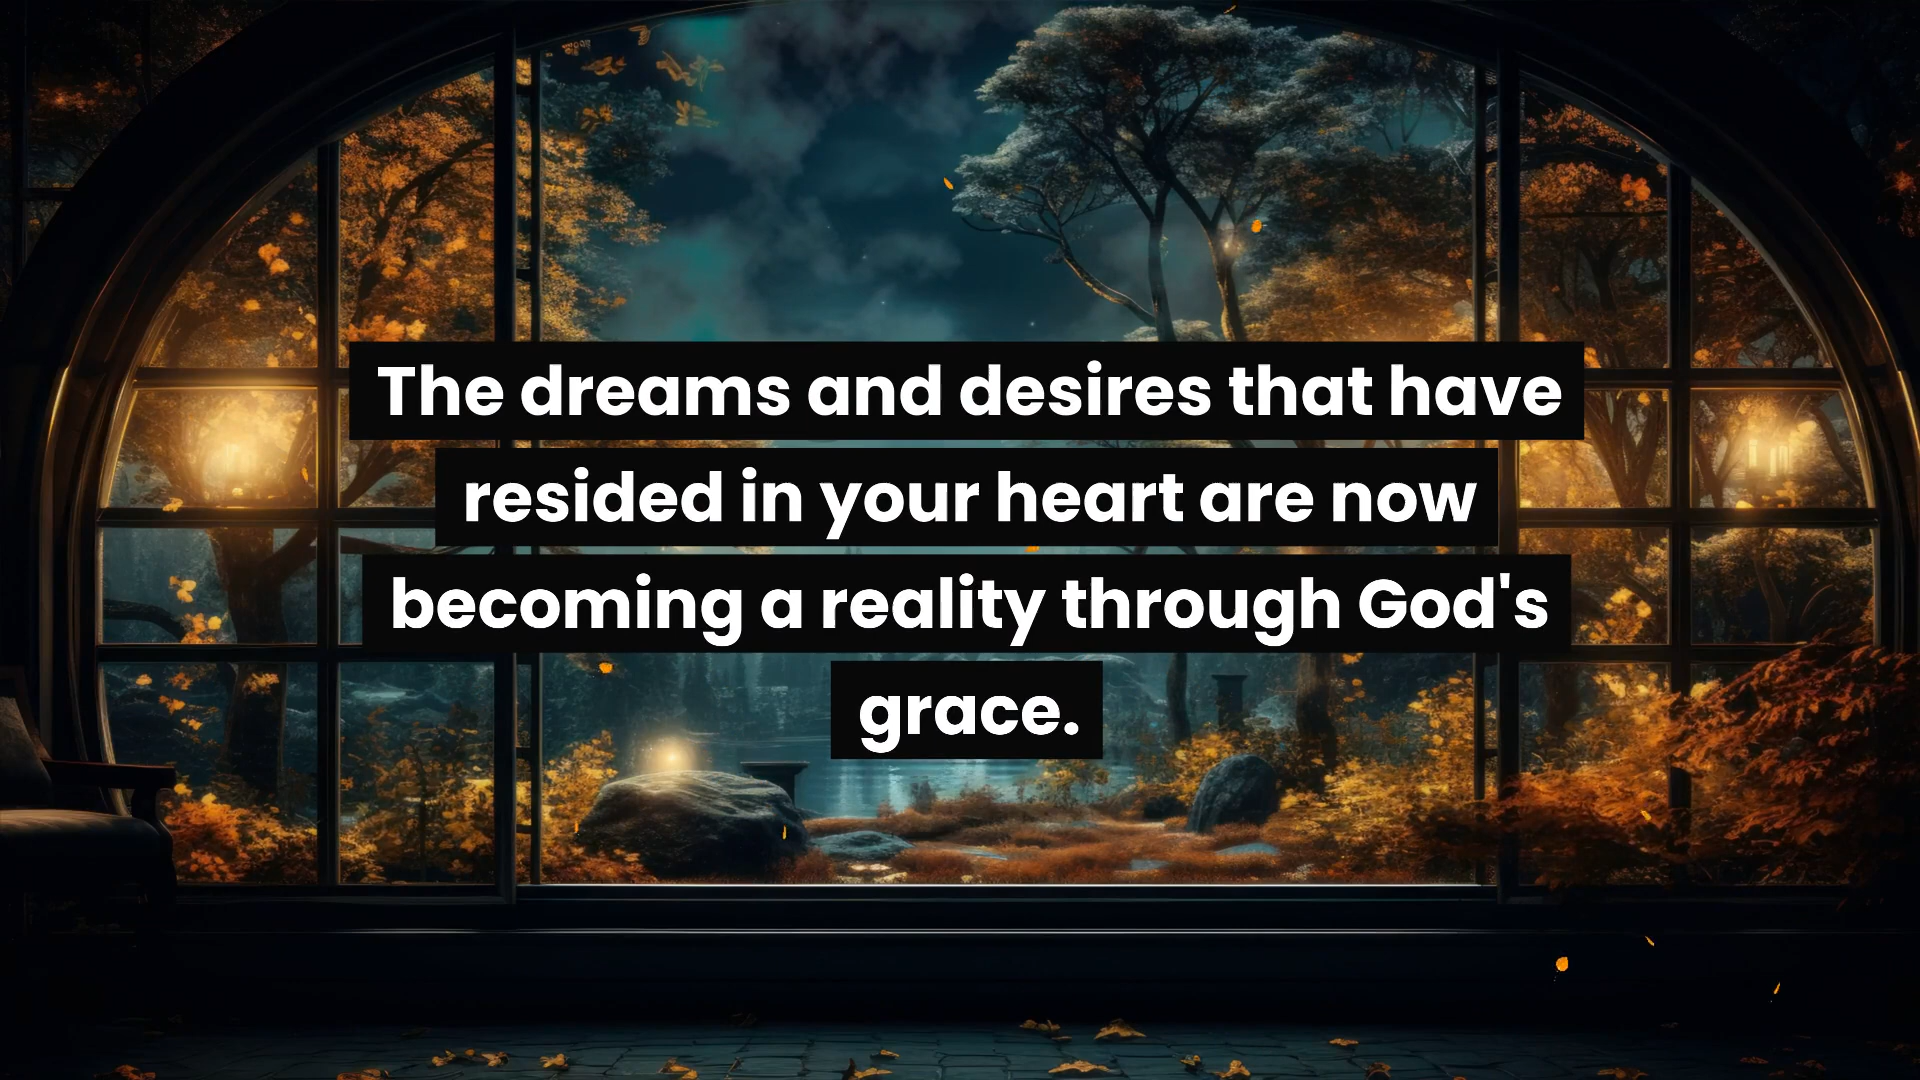 The dreams and desires that have
resided in your heart are now
becoming a reality through God's
grace.